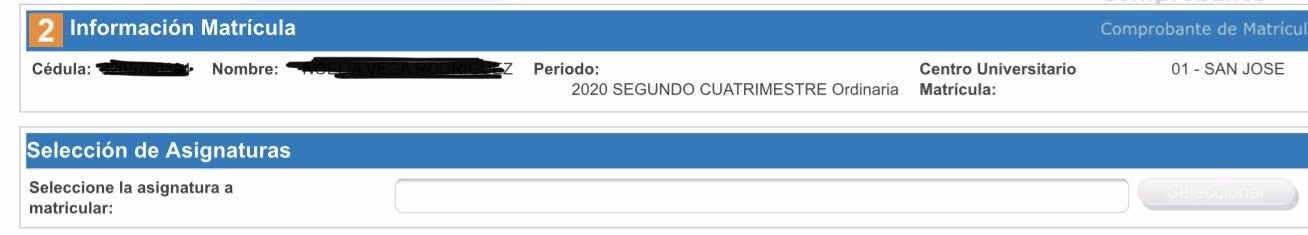 2 Información Matrícula
Comprobante de Matrícul
Cédula: Nombre: Periodo: Centro Universitario 01 - SAN JOSE
2020 SEGUNDO CUATRIMESTRE Ordinaria Matrícula:
Selección de Asignaturas
Seleccione la asignatura a
matricular:
Seleccionar